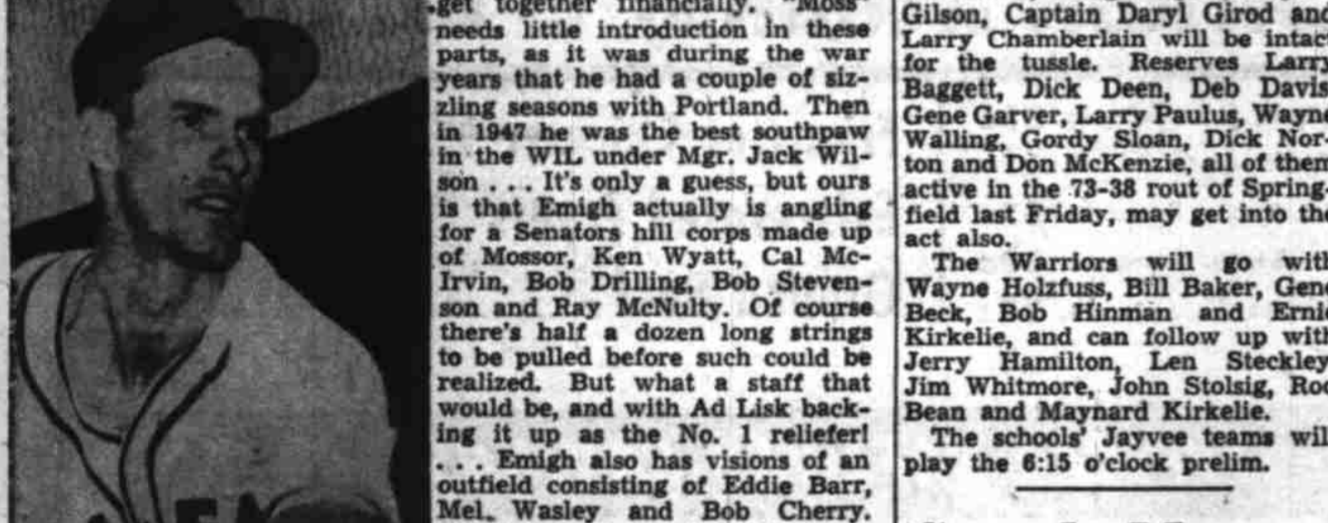 get together financially. "Moss"
needs little introduction in these
parts, as it was during the war
years that he had a couple of siz-
zling seasons with Portland. Then
in 1947 he was the best southpaw
in the WIL under Mgr. Jack Wil-
son . . . It's only a guess, but ours
is that Emigh actually is angling
for a Senators hill corps made up
of Mossor, Ken Wyatt, Cal Mc-
Irvin, Bob Drilling, Bob Steven-
son and Ray McNulty. Of course
there's half a dozen long strings
to be pulled before such could be
realized. But what a staff that
would be, and with Ad Lisk back-
ing it up as the No. 1 reliefer!
. . . Emigh also has visions of an
outfield consisting of Eddie Barr,
Mel. Wasley and Bob Cherry.
Gilson, Captain Daryl Girod and
Larry Chamberlain will be intact
for the tussle. Reserves Larry
Baggett, Dick Deen, Deb Davis,
Gene Garver, Larry Paulus, Wayne
Walling, Gordy Sloan, Dick Nor-
ton and Don McKenzie, all of them
active in the 73-38 rout of Spring-
field last Friday, may get into the
act also.
The Warriors will go with
Wayne Holzfuss, Bill Baker, Gene
Beck, Bob Hinman and Ernie
Kirkelie, and can follow up with
Jerry Hamilton, Len Steckley,
Jim Whitmore, John Stolsig, Rod
Bean and Maynard Kirkelie.
The schools' Jayvee teams will
play the 6:15 o'clock prelim.